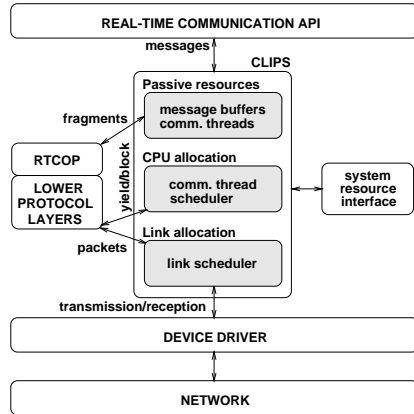 REAL-TIME COMMUNICATION API
messages
CLIPS
Passive resources
message buffers
comm. threads
fragments
RTCOP
LOWER
PROTOCOL
LAYERS
yield/block
CPU allocation
comm. thread
scheduler
system
resource
interface
packets
Link allocation
link scheduler
transmission/reception
DEVICE DRIVER
NETWORK